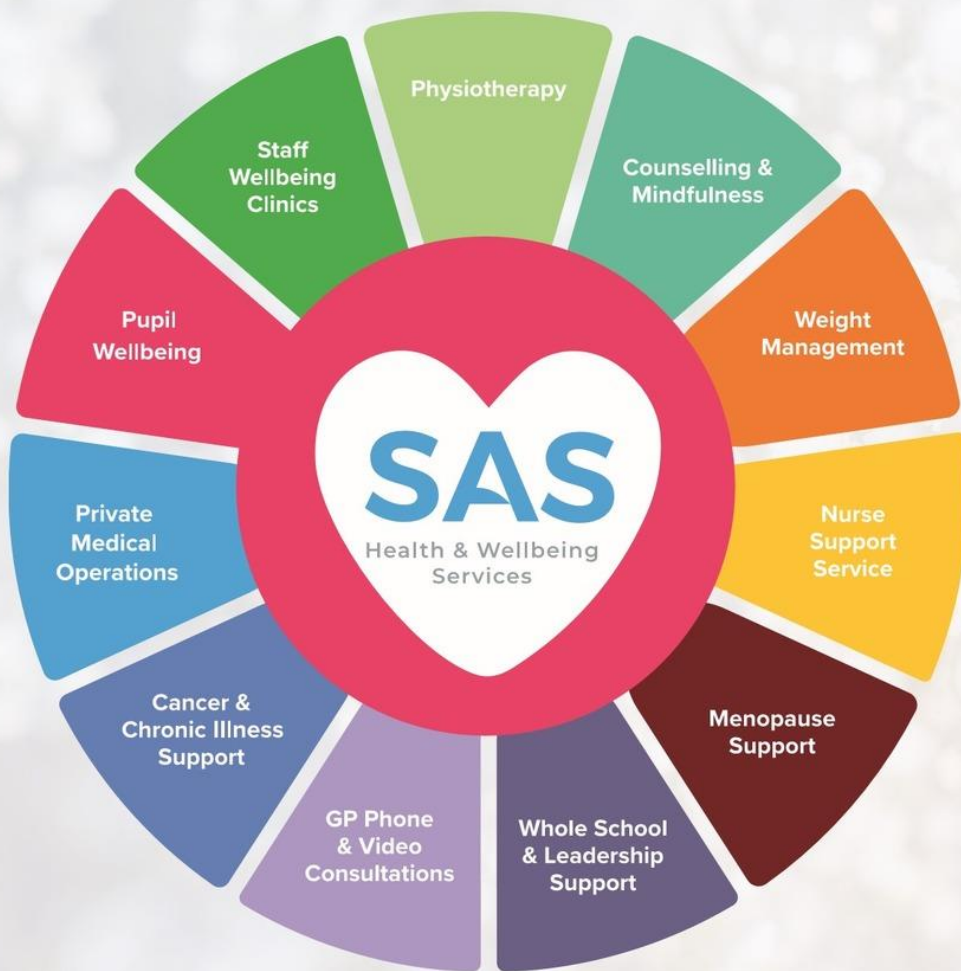 Physiotherapy
Counselling &
Mindfulness
Weight
Management
Nurse
Support
Service
Menopause
Support
Whole School
& Leadership
Support
GP Phone
& Video
Consultations
Cancer &
Chronic Illness
Support
Private
Medical
Operations
Pupil
Wellbeing
Staff
Wellbeing
Clinics
SAS
Health & Wellbeing
Services